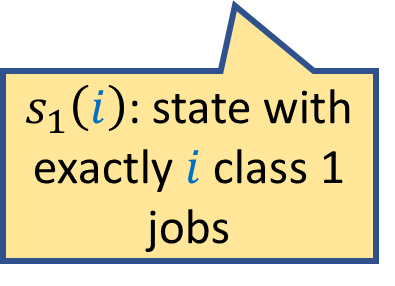 s₁(i): state with
exactly i class 1
jobs